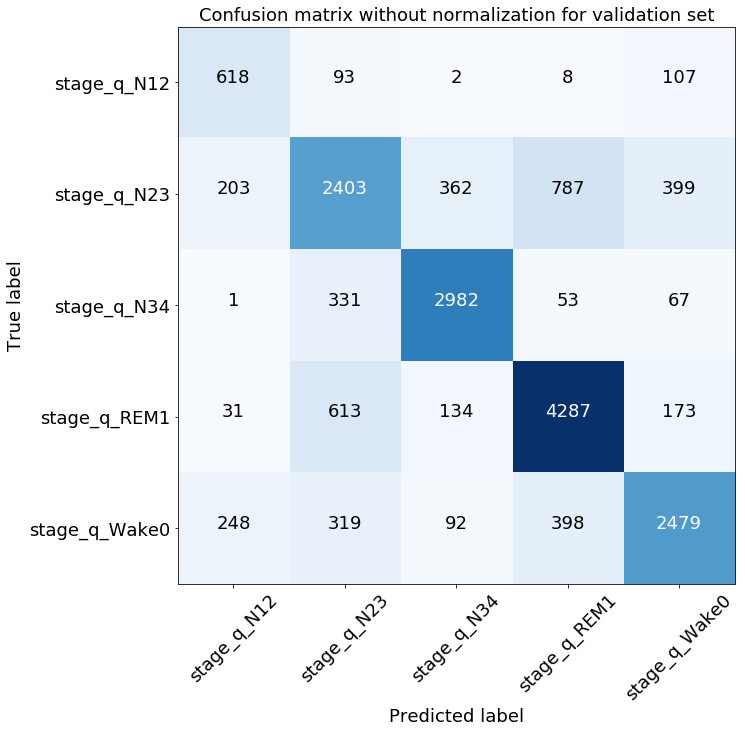 Confusion matrix without normalization for validation set
True label
stage_q_N12 618 93 2 8 107
stage_q_N23 203 2403 362 787 399
stage_q_N34 1 331 2982 53 67
stage_q_REM1 31 613 134 4287 173
stage_q_Wake0 248 319 92 398 2479
stage_q_N12 stage_q_N23 stage_q_N34 stage_q_REM1 stage_q_Wake0
Predicted label